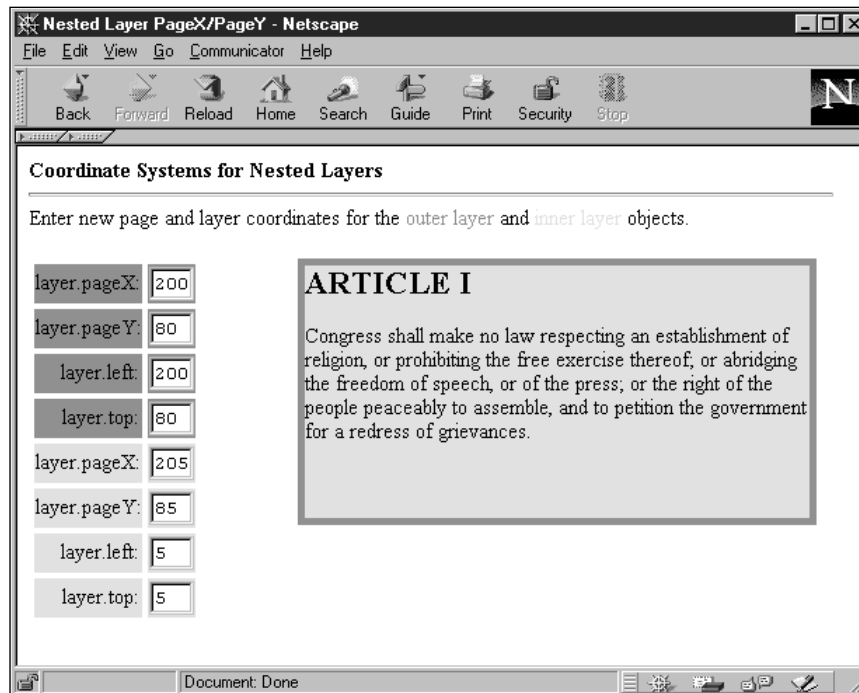 Nested Layer PageX/PageY - Netscape
File Edit View Go Communicator Help
Back Forward Reload Home Search Guide Print Security Stop
N
Coordinate Systems for Nested Layers
Enter new page and layer coordinates for the outer layer and inner layer objects.
layer.pageX: 200
layer.pageY: 80
layer.left: 200
layer.top: 80
layer.pageX: 205
layer.pageY: 85
layer.left: 5
layer.top: 5
ARTICLE I
Congress shall make no law respecting an establishment of
religion, or prohibiting the free exercise thereof; or abridging
the freedom of speech, or of the press; or the right of the
people peaceably to assemble, and to petition the government
for a redress of grievances.
Document: Done